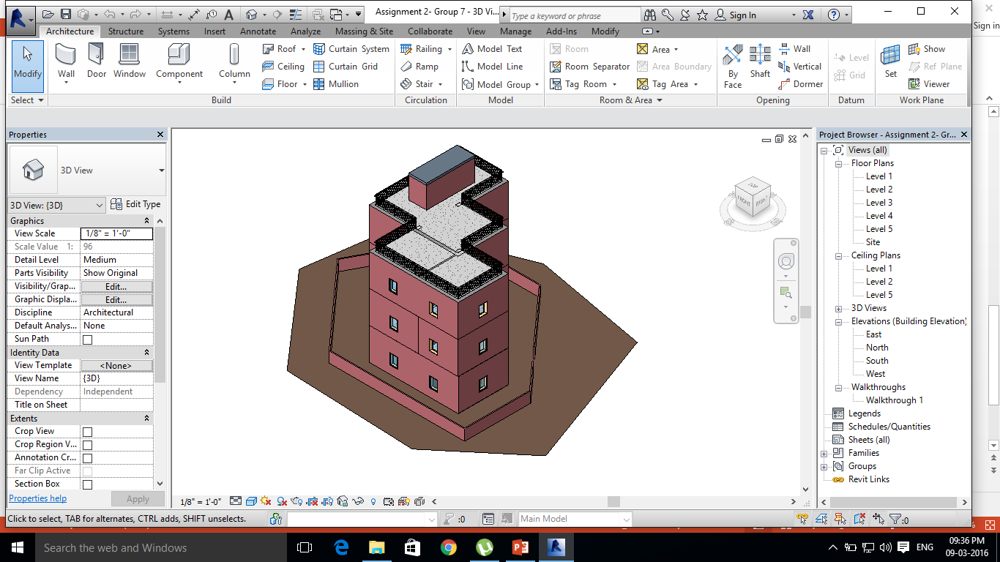 Assignment 2- Group 7 - 3D Vi...
Type a keyword or phrase
Sign In
Sign in
Architecture Structure Systems Insert Annotate Analyze Massing & Site Collaborate View Manage Add-Ins Modify
Modify
Wall
Door
Window
Component
Column
Roof
Ceiling
Floor
Curtain System
Curtain Grid
Mullion
Railing
Ramp
Stair
Model Text
Model Line
Model Group
Room
Room Separator
Tag Room
Area
Area Boundary
Tag Area
By
Face
Shaft
Wall
Vertical
Dormer
Level
Grid
Set
Show
Ref Plane
Viewer
Select Build Circulation Model Room & Area Opening Datum Work Plane
Properties
3D View
3D View: {3D}
Edit Type
Graphics
View Scale 1/8" = 1'-0"
Scale Value 1: 96
Detail Level Medium
Parts Visibility Show Original
Visibility/Grap... Edit...
Graphic Displa... Edit...
Discipline Architectural
Default Analys... None
Sun Path
Identity Data
View Template <None>
View Name {3D}
Dependency Independent
Title on Sheet
Extents
Crop View
Crop Region V...
Annotation Cr...
Far Clip Active
Section Box
Properties help
Apply
TOP
FRONT
RIGHT
Project Browser - Assignment 2- Gr...
Views (all)
Floor Plans
Level 1
Level 2
Level 3
Level 4
Level 5
Site
Ceiling Plans
Level 1
Level 2
Level 5
3D Views
Elevations (Building Elevation)
East
North
South
West
Walkthroughs
Walkthrough 1
Legends
Schedules/Quantities
Sheets (all)
Families
Groups
Revit Links
1/8" = 1'-0"
Click to select, TAB for alternates, CTRL adds, SHIFT unselects.
:0
Main Model
:0
Search the web and Windows
ENG
09:36 PM
09-03-2016